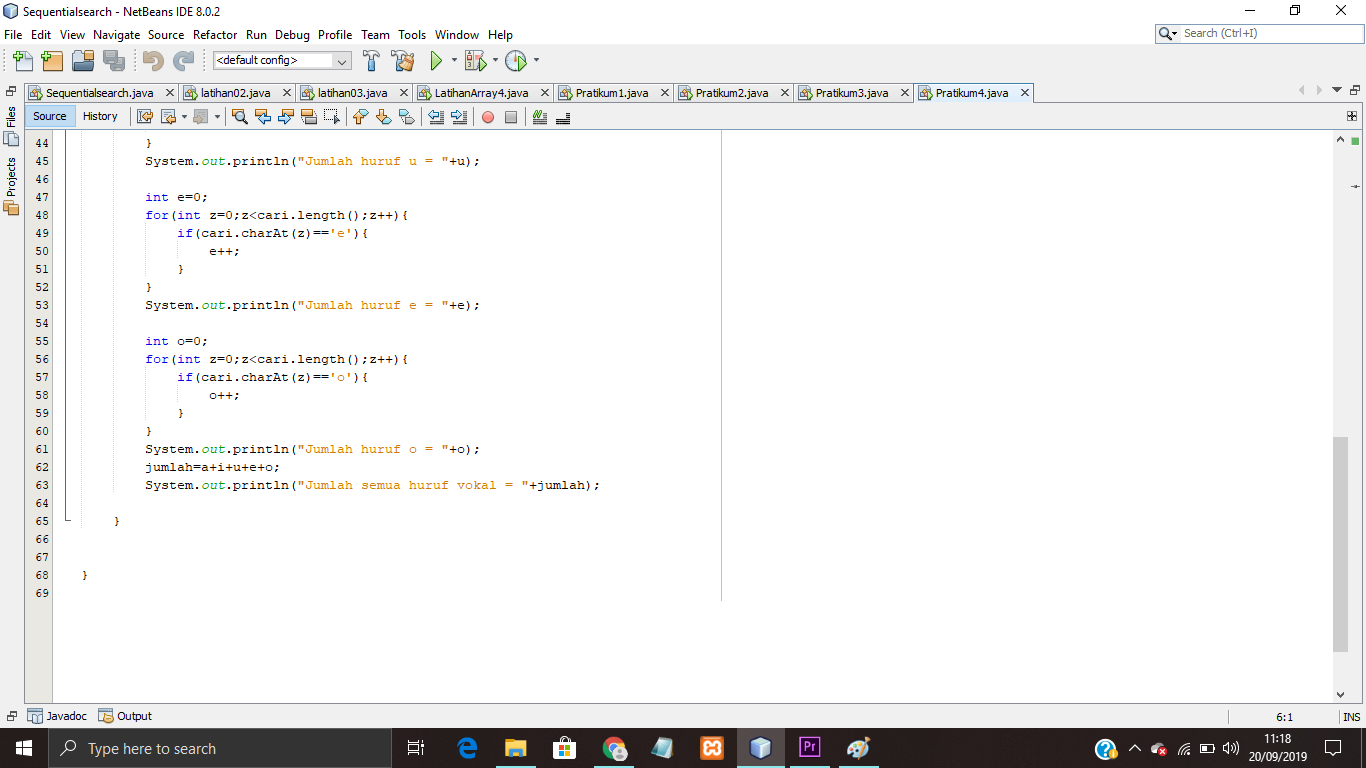 Sequentialsearch - NetBeans IDE 8.0.2
File Edit View Navigate Source Refactor Run Debug Profile Team Tools Window Help
Search (Ctrl+I)
<default config>
Sequentialsearch.java latihan02.java latihan03.java LatihanArray4.java Pratikum1.java Pratikum2.java Pratikum3.java Pratikum4.java
Files
Projects
Source History
44 }
45 System.out.println("Jumlah huruf u = "+u);
46
47 int e=0;
48 for(int z=0;z<cari.length();z++){
49 if(cari.charAt(z)=='e'){
50 e++;
51 }
52 }
53 System.out.println("Jumlah huruf e = "+e);
54
55 int o=0;
56 for(int z=0;z<cari.length();z++){
57 if(cari.charAt(z)=='o'){
58 o++;
59 }
60 }
61 System.out.println("Jumlah huruf o = "+o);
62 jumlah=a+i+u+e+o;
63 System.out.println("Jumlah semua huruf vokal = "+jumlah);
64
65 }
66
67
68 }
69
Javadoc Output
6:1 INS
Type here to search
Pr
11:18
20/09/2019